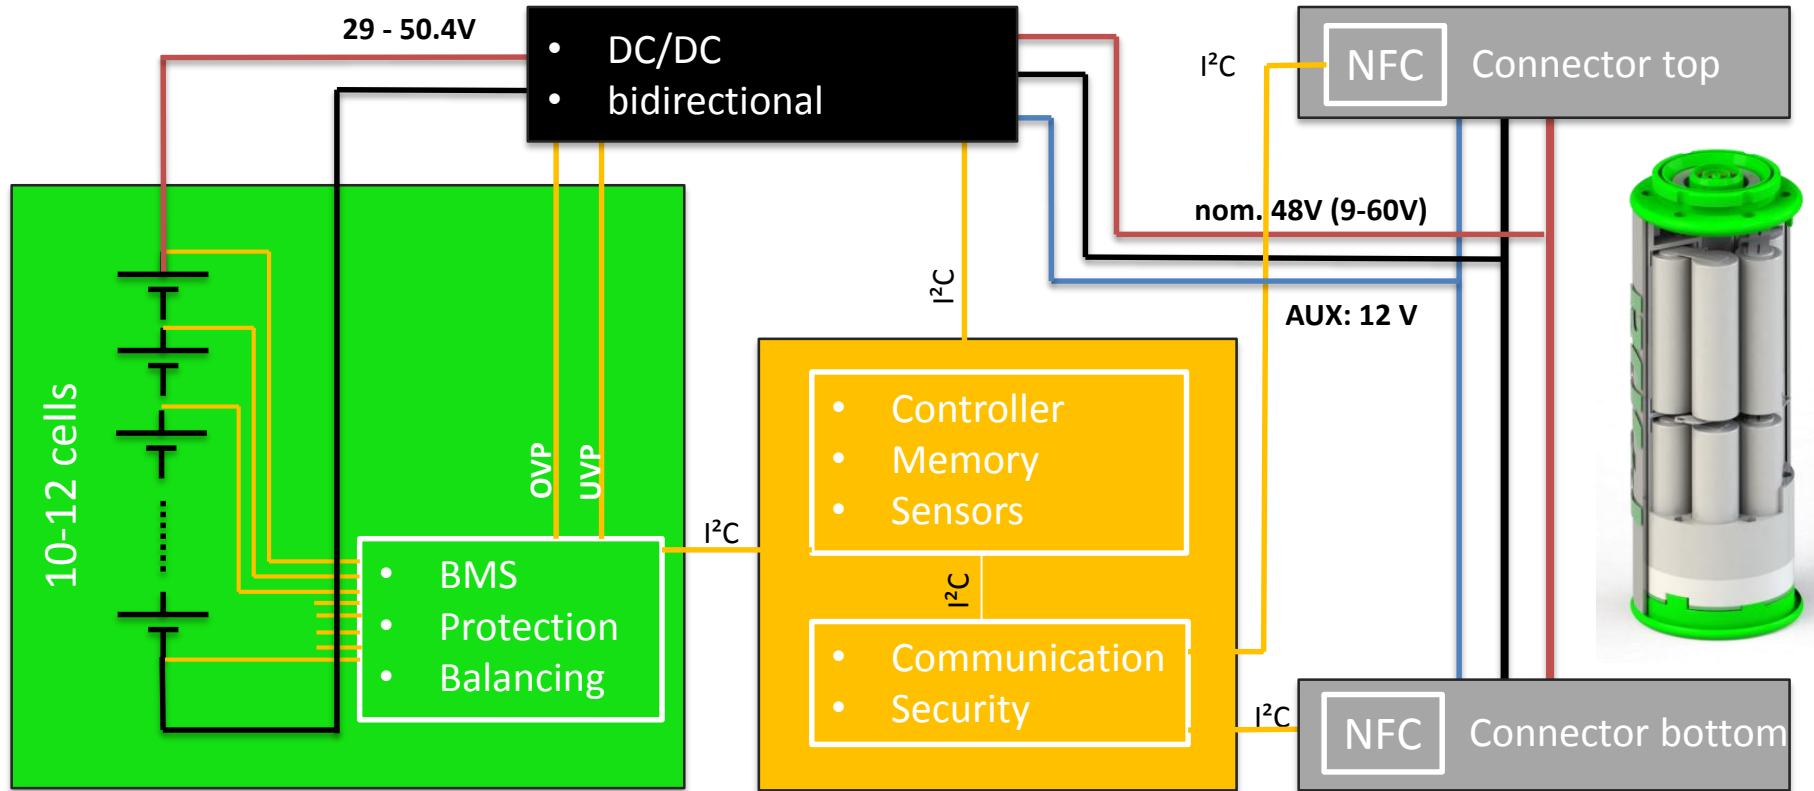 29 - 50.4V
• DC/DC
• bidirectional
I²C
NFC
Connector top
nom. 48V (9-60V)
I²C
AUX: 12 V
10-12 cells
OVP
UVP
• Controller
• Memory
• Sensors
I²C
• BMS
• Protection
• Balancing
I²C
• Communication
• Security
I²C
NFC
Connector bottom